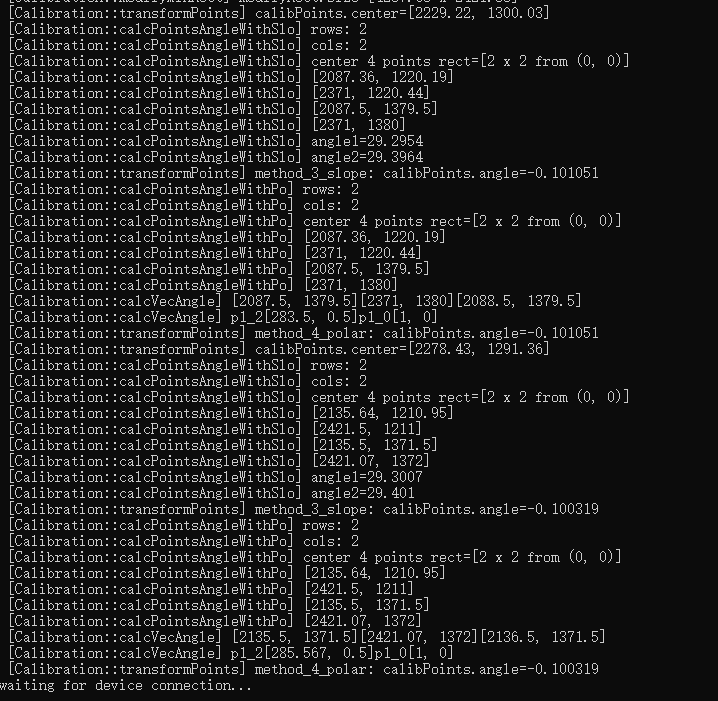 [Calibration::transformPoints] calibPoints.center=[2229.22, 1300.03]
[Calibration::calcPointsAngleWithSlo] rows: 2
[Calibration::calcPointsAngleWithSlo] cols: 2
[Calibration::calcPointsAngleWithSlo] center 4 points rect=[2 x 2 from (0, 0)]
[Calibration::calcPointsAngleWithSlo] [2087.36, 1220.19]
[Calibration::calcPointsAngleWithSlo] [2371, 1220.44]
[Calibration::calcPointsAngleWithSlo] [2087.5, 1379.5]
[Calibration::calcPointsAngleWithSlo] [2371, 1380]
[Calibration::calcPointsAngleWithSlo] angle1=29.2954
[Calibration::calcPointsAngleWithSlo] angle2=29.3964
[Calibration::transformPoints] method_3_slope: calibPoints.angle=-0.101051
[Calibration::calcPointsAngleWithPo] rows: 2
[Calibration::calcPointsAngleWithPo] cols: 2
[Calibration::calcPointsAngleWithPo] center 4 points rect=[2 x 2 from (0, 0)]
[Calibration::calcPointsAngleWithPo] [2087.36, 1220.19]
[Calibration::calcPointsAngleWithPo] [2371, 1220.44]
[Calibration::calcPointsAngleWithPo] [2087.5, 1379.5]
[Calibration::calcPointsAngleWithPo] [2371, 1380]
[Calibration::calcVecAngle] [2087.5, 1379.5][2371, 1380][2088.5, 1379.5]
[Calibration::calcVecAngle] p1_2[283.5, 0.5]p1_0[1, 0]
[Calibration::transformPoints] method_4_polar: calibPoints.angle=-0.101051
[Calibration::transformPoints] calibPoints.center=[2278.43, 1291.36]
[Calibration::calcPointsAngleWithSlo] rows: 2
[Calibration::calcPointsAngleWithSlo] cols: 2
[Calibration::calcPointsAngleWithSlo] center 4 points rect=[2 x 2 from (0, 0)]
[Calibration::calcPointsAngleWithSlo] [2135.64, 1210.95]
[Calibration::calcPointsAngleWithSlo] [2421.5, 1211]
[Calibration::calcPointsAngleWithSlo] [2135.5, 1371.5]
[Calibration::calcPointsAngleWithSlo] [2421.07, 1372]
[Calibration::calcPointsAngleWithSlo] angle1=29.3007
[Calibration::calcPointsAngleWithSlo] angle2=29.401
[Calibration::transformPoints] method_3_slope: calibPoints.angle=-0.100319
[Calibration::calcPointsAngleWithPo] rows: 2
[Calibration::calcPointsAngleWithPo] cols: 2
[Calibration::calcPointsAngleWithPo] center 4 points rect=[2 x 2 from (0, 0)]
[Calibration::calcPointsAngleWithPo] [2135.64, 1210.95]
[Calibration::calcPointsAngleWithPo] [2421.5, 1211]
[Calibration::calcPointsAngleWithPo] [2135.5, 1371.5]
[Calibration::calcPointsAngleWithPo] [2421.07, 1372]
[Calibration::calcVecAngle] [2135.5, 1371.5][2421.07, 1372][2136.5, 1371.5]
[Calibration::calcVecAngle] p1_2[285.567, 0.5]p1_0[1, 0]
[Calibration::transformPoints] method_4_polar: calibPoints.angle=-0.100319
waiting for device connection...